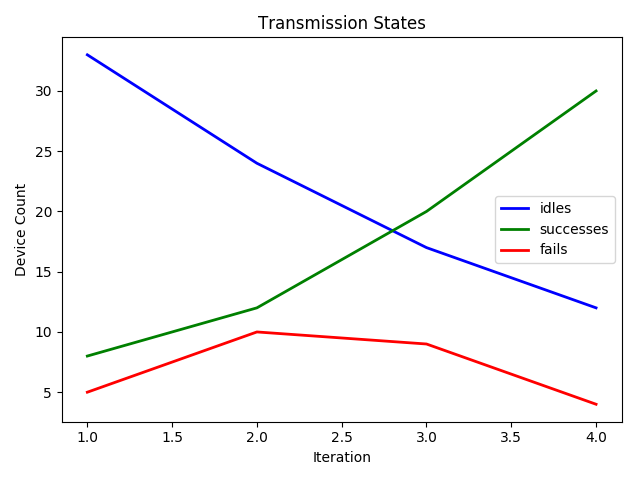 Transmission States
Device Count
30
25
20
15
10
5
idles
successes
fails
1.0 1.5 2.0 2.5 3.0 3.5 4.0
Iteration